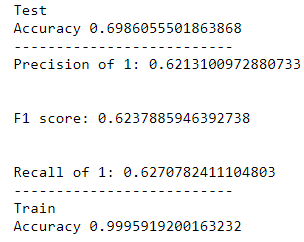 Test
Accuracy 0.6986055501863868
--------------------------
Precision of 1: 0.6213100972880733
F1 score: 0.6237885946392738
Recall of 1: 0.6270782411104803
--------------------------
Train
Accuracy 0.9995919200163232